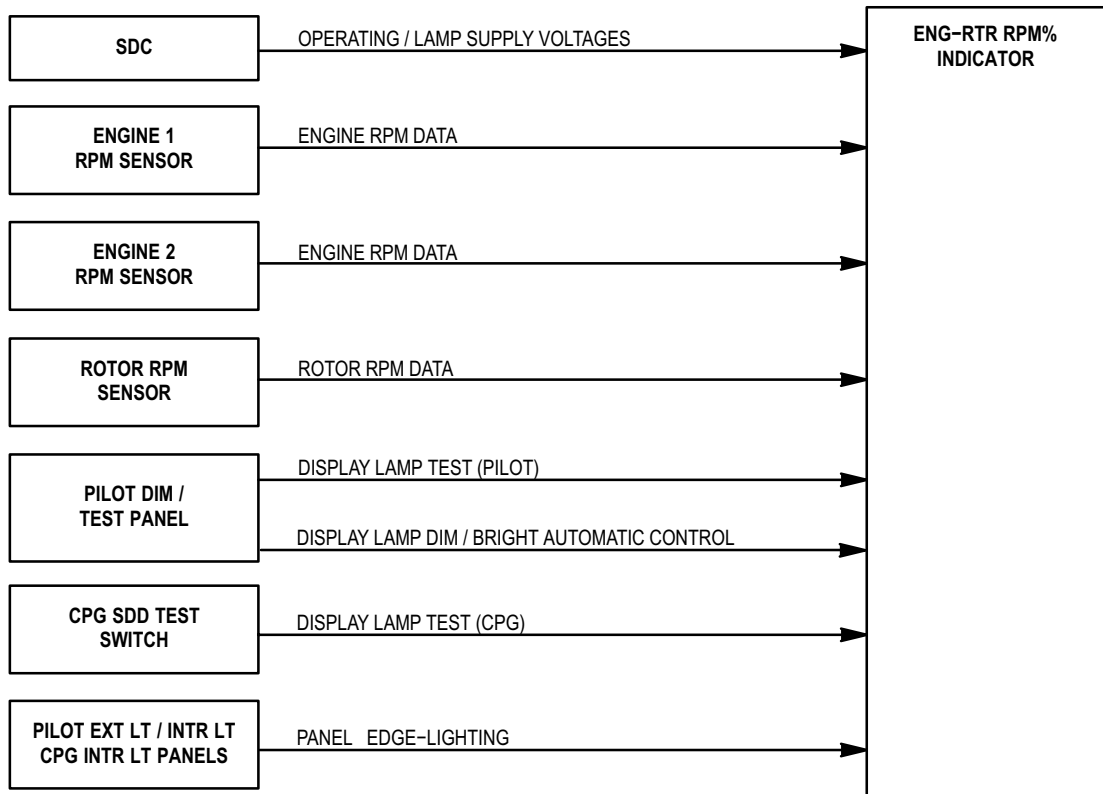 SDC
OPERATING / LAMP SUPPLY VOLTAGES
ENG−RTR RPM%
INDICATOR
ENGINE 1
RPM SENSOR
ENGINE RPM DATA
ENGINE 2
RPM SENSOR
ENGINE RPM DATA
ROTOR RPM
SENSOR
ROTOR RPM DATA
PILOT DIM /
TEST PANEL
DISPLAY LAMP TEST (PILOT)
DISPLAY LAMP DIM / BRIGHT AUTOMATIC CONTROL
CPG SDD TEST
SWITCH
DISPLAY LAMP TEST (CPG)
PILOT EXT LT / INTR LT
CPG INTR LT PANELS
PANEL EDGE−LIGHTING